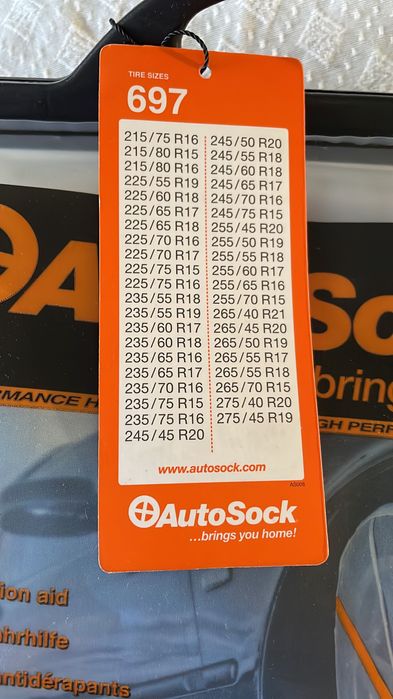 TIRE SIZES
697
215/75 R16
215/80 R15
215/80 R16
225/55 R19
225/60 R18
225/65 R17
225/65 R18
225/70 R16
225/70 R17
225/75 R15
225/75 R16
235/55 R18
235/55 R19
235/60 R17
235/60 R18
235/65 R16
235/65 R17
235/70 R16
235/75 R15
235/75 R16
245/45 R20
245/50 R20
245/55 R18
245/60 R18
245/65 R17
245/70 R16
245/75 R15
255/45 R20
255/50 R19
255/55 R18
255/60 R17
255/65 R16
255/70 R15
265/40 R21
265/45 R20
265/50 R19
265/55 R17
265/55 R18
265/70 R15
275/40 R20
275/45 R19
www.autosock.com
AutoSock
...brings you home!